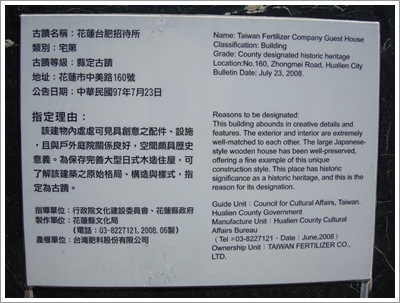 古蹟名稱：花蓮台肥招待所
類別：宅第
古蹟等級：縣定古蹟
地址：花蓮市中美路160號
公告日期：中華民國97年7月23日
指定理由：
該建物內處處可見具創意之配件、設施
，且與戶外庭院關係良好，空間頗具歷史
意義。為保存完善大型日式木造住屋，可
了解該建築之原始格局、構造與樣式，指
定為古蹟。
指導單位：行政院文化建設委員會、花蓮縣政府
製作單位：花蓮縣文化局
(電話：03-8227121, 2008. 06製)
產權單位：台灣肥料股份有限公司
Name: Taiwan Fertilizer Company Guest House
Classification: Building
Grade: County designated historic heritage
Location:No.160, Zhongmei Road, Hualien City
Bulletin Date: July 23, 2008.
Reasons to be designated:
This building abounds in creative details and
features. The exterior and interior are extremely
well-matched to each other. The large Japanese-
style wooden house has been well-preserved,
offering a fine example of this unique
construction style. This place has historic
significance as a historic heritage, and this is the
reason for its designation.
Guide Unit : Council for Cultural Affairs, Taiwan.
Hualien County Government
Manufacture Unit : Hualien County Cultural
Affairs Bureau
(Tel >03-8227121 - Date : June,2008)
Ownership Unit : TAIWAN FERTILIZER CO.,
LTD.